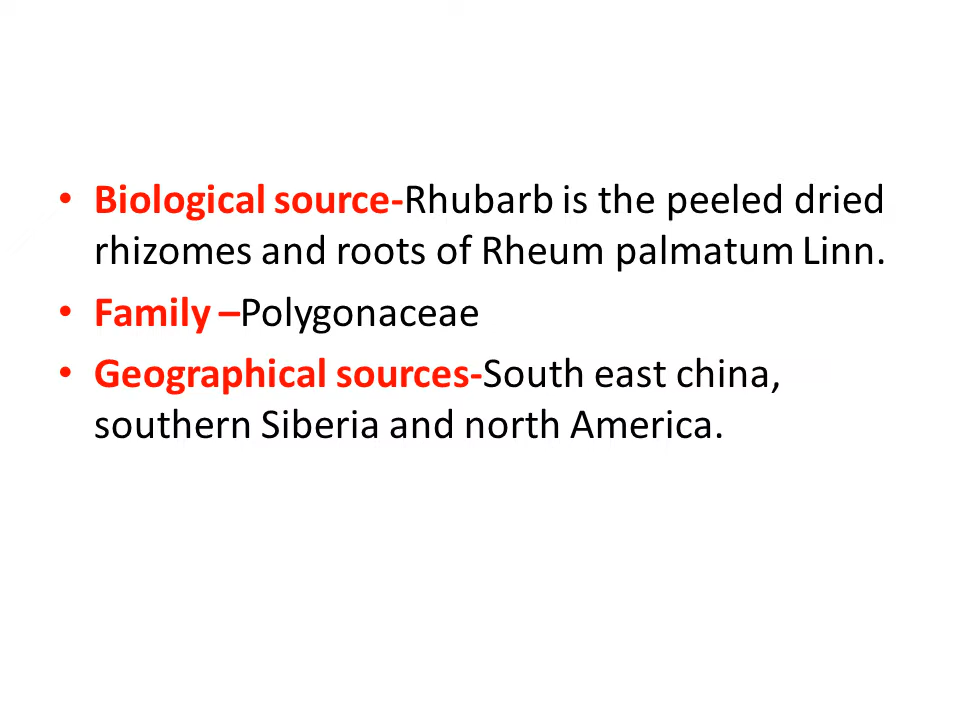 • Biological source-Rhubarb is the peeled dried
rhizomes and roots of Rheum palmatum Linn.
• Family –Polygonaceae
• Geographical sources-South east china,
southern Siberia and north America.